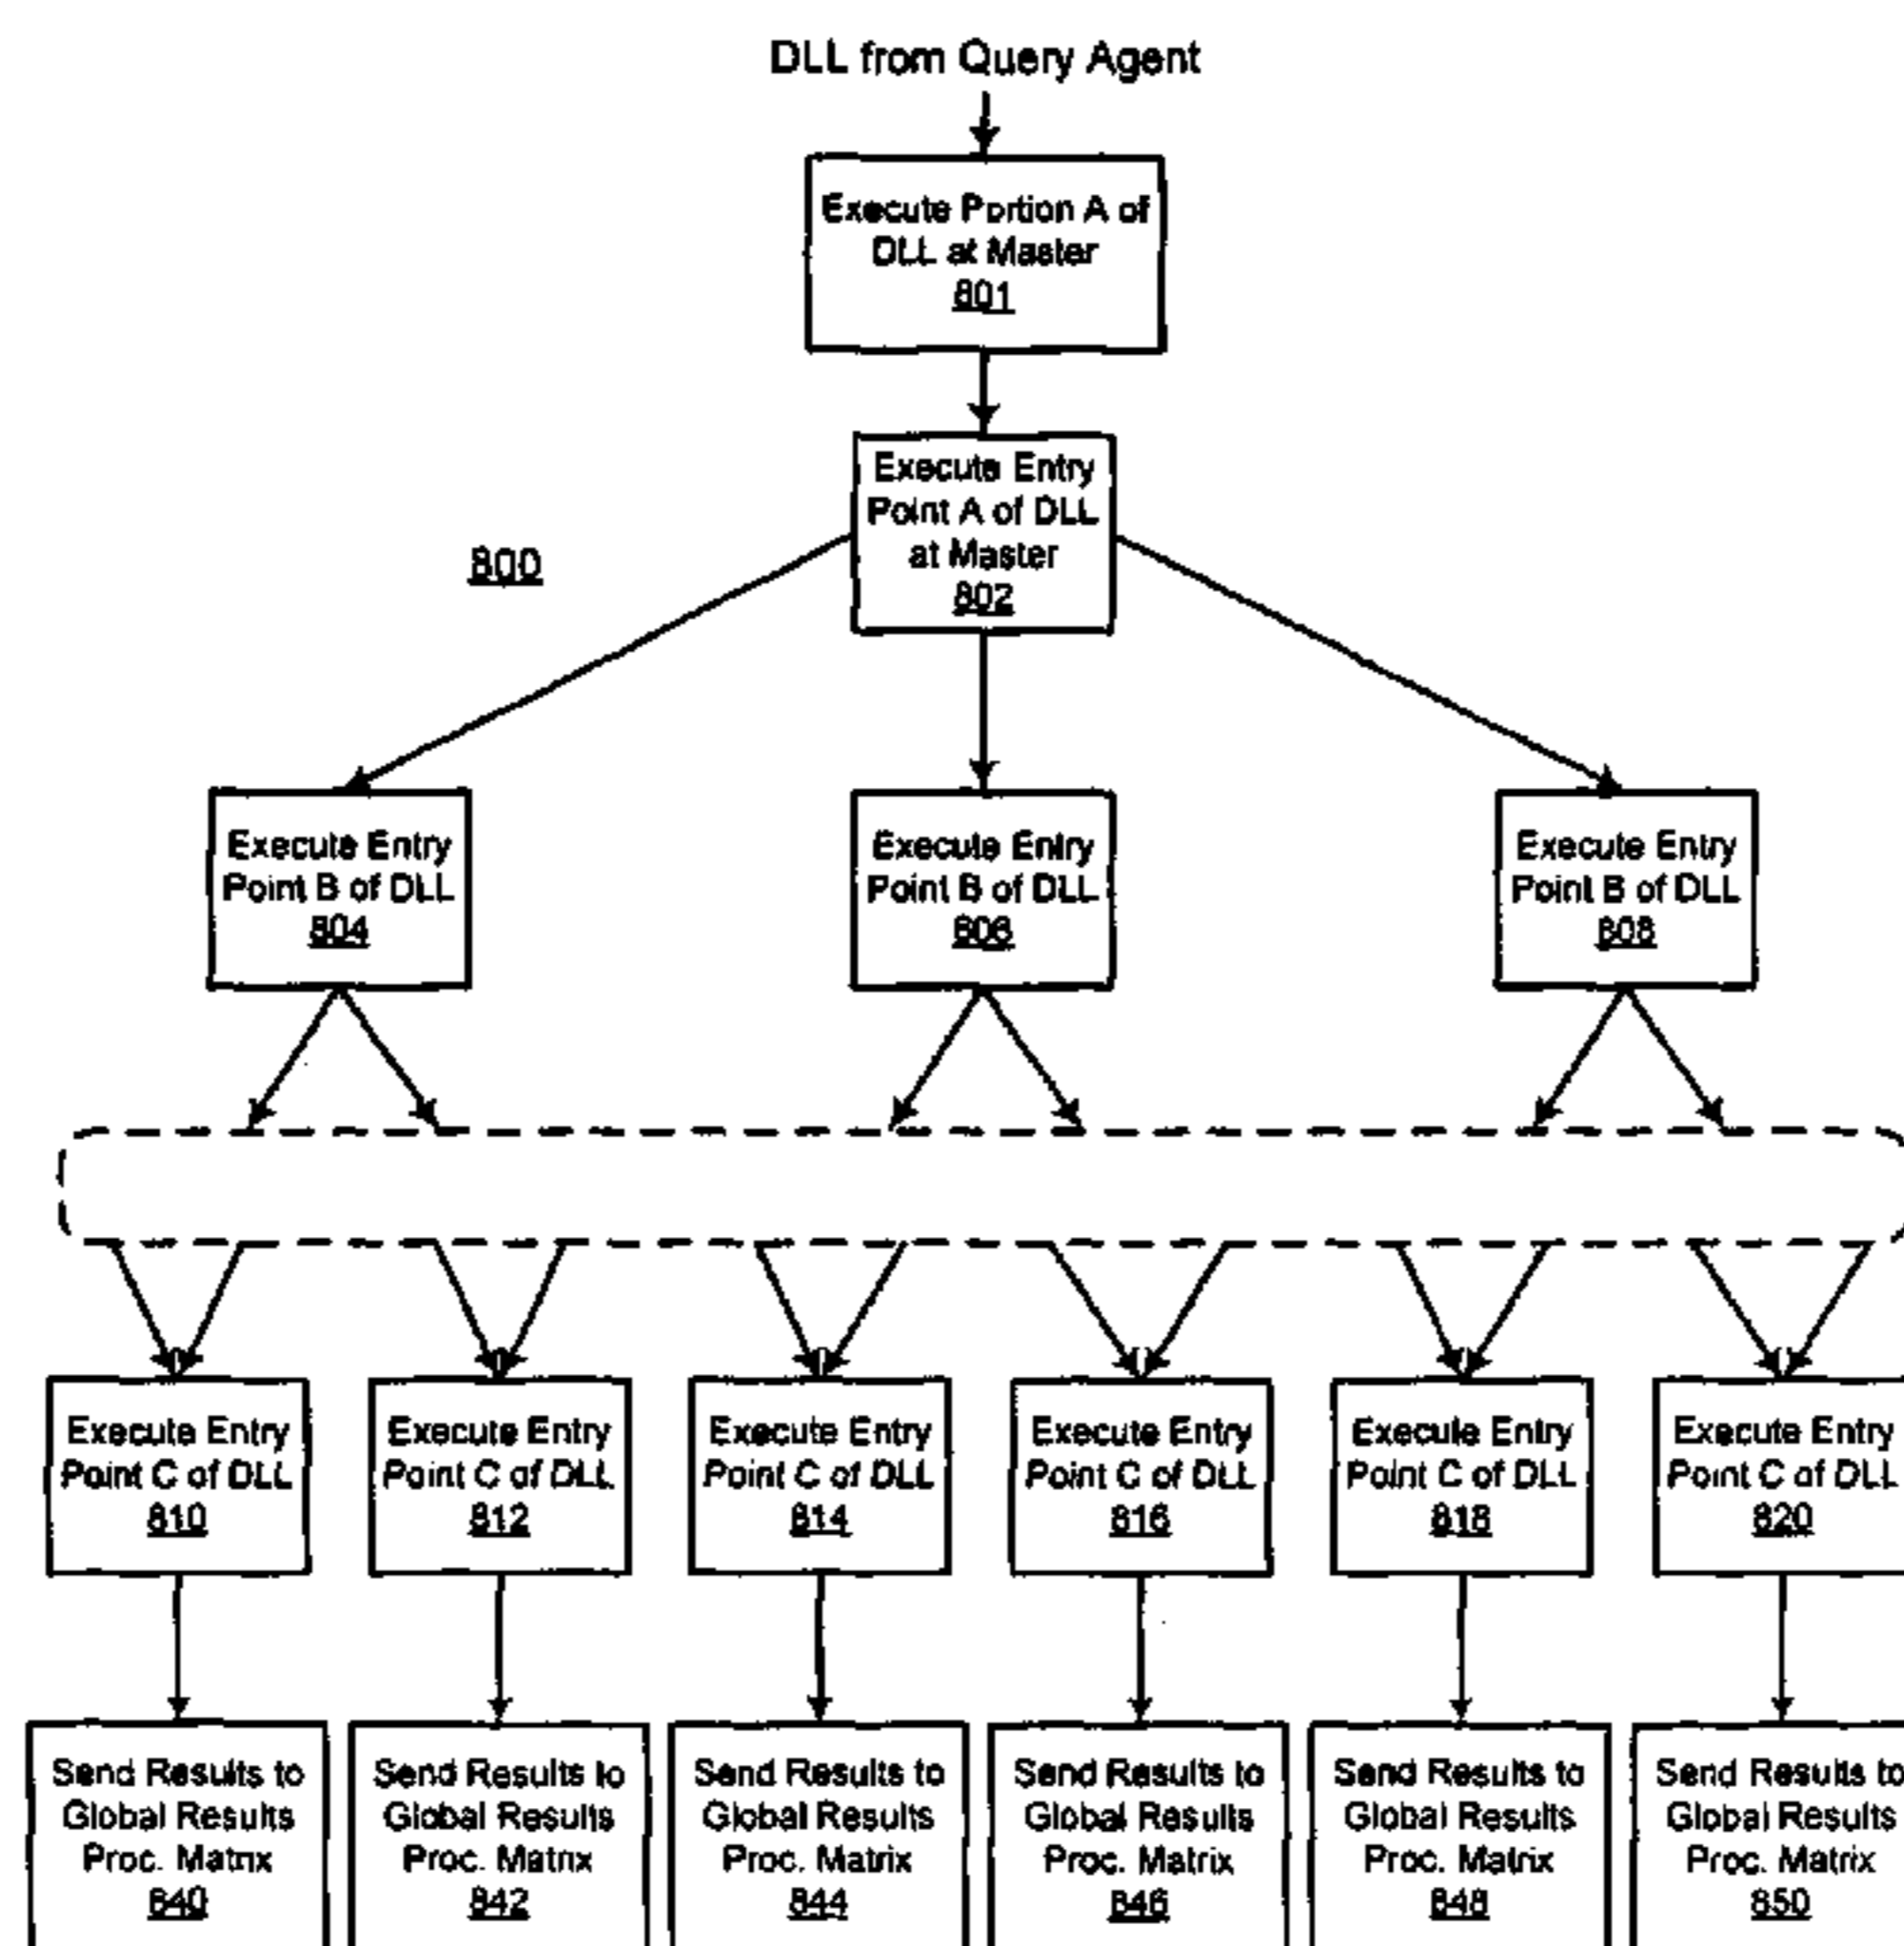 DLL from Query Agent
Execute Portion A of
DLL at Master
801
Execute Entry
Point A of DLL
at Master
802
800
Execute Entry
Point B of DLL
804
Execute Entry
Point B of DLL
806
Execute Entry
Point B of DLL
808
Execute Entry
Point C of DLL
810
Execute Entry
Point C of DLL
812
Execute Entry
Point C of DLL
814
Execute Entry
Point C of DLL
816
Execute Entry
Point C of DLL
818
Execute Entry
Point C of DLL
820
Send Results to
Global Results
Proc. Matrix
840
Send Results to
Global Results
Proc. Matrix
842
Send Results to
Global Results
Proc. Matrix
844
Send Results to
Global Results
Proc. Matrix
846
Send Results to
Global Results
Proc. Matrix
848
Send Results to
Global Results
Proc. Matrix
850